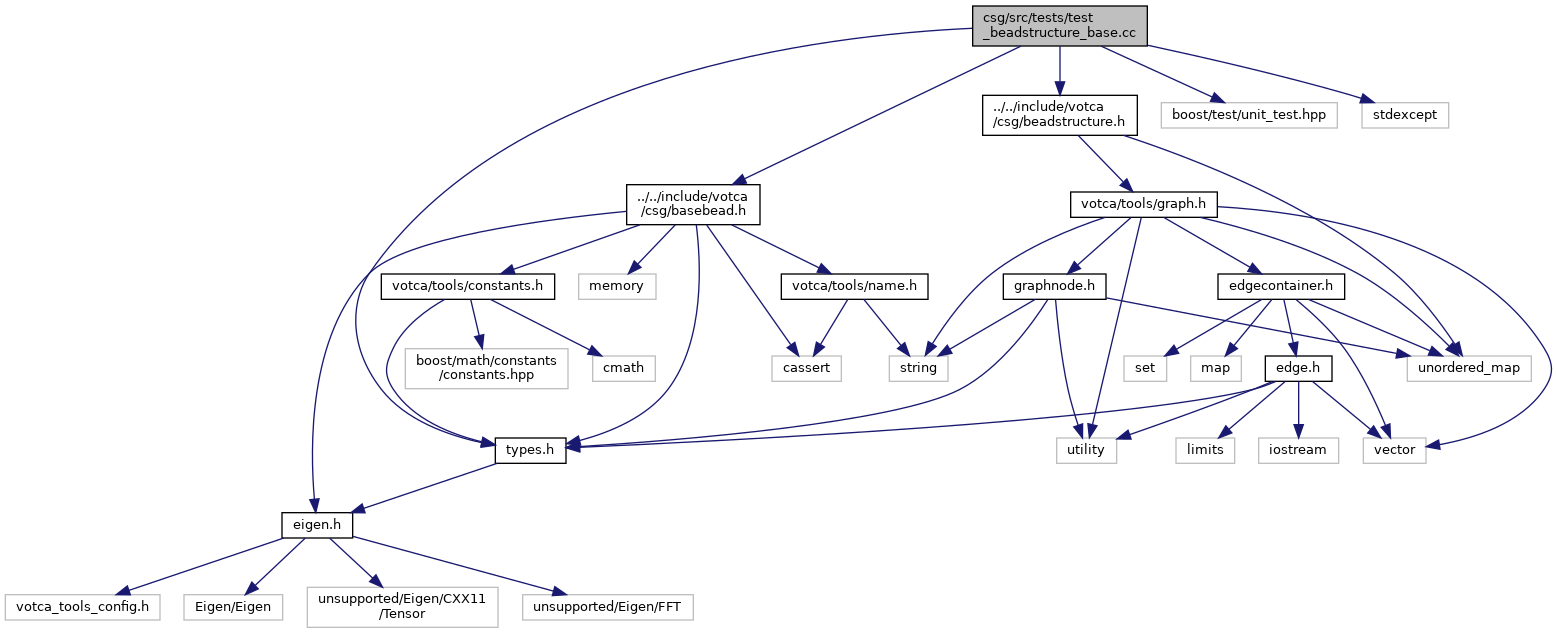 csg/src/tests/test
_beadstructure_base.cc
../../include/votca
/csg/beadstructure.h
boost/test/unit_test.hpp
stdexcept
../../include/votca
/csg/basebead.h
votca/tools/graph.h
votca/tools/constants.h
memory
votca/tools/name.h
graphnode.h
edgecontainer.h
boost/math/constants
/constants.hpp
cmath
cassert
string
set
map
edge.h
unordered_map
types.h
utility
limits
iostream
vector
eigen.h
votca_tools_config.h
Eigen/Eigen
unsupported/Eigen/CXX11
/Tensor
unsupported/Eigen/FFT